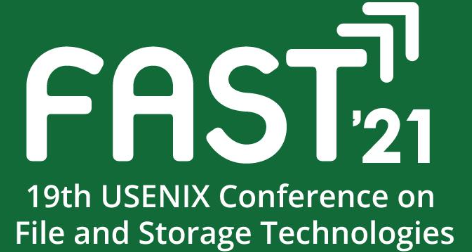 FAST '21
19th USENIX Conference on
File and Storage Technologies